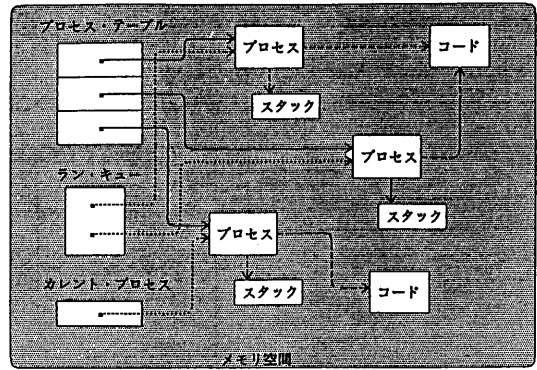 プロセス・テーブル
プロセス
コード
スタック
プロセス
ラン・キュー
スタック
プロセス
カレント・プロセス
スタック
コード
メモリ空間